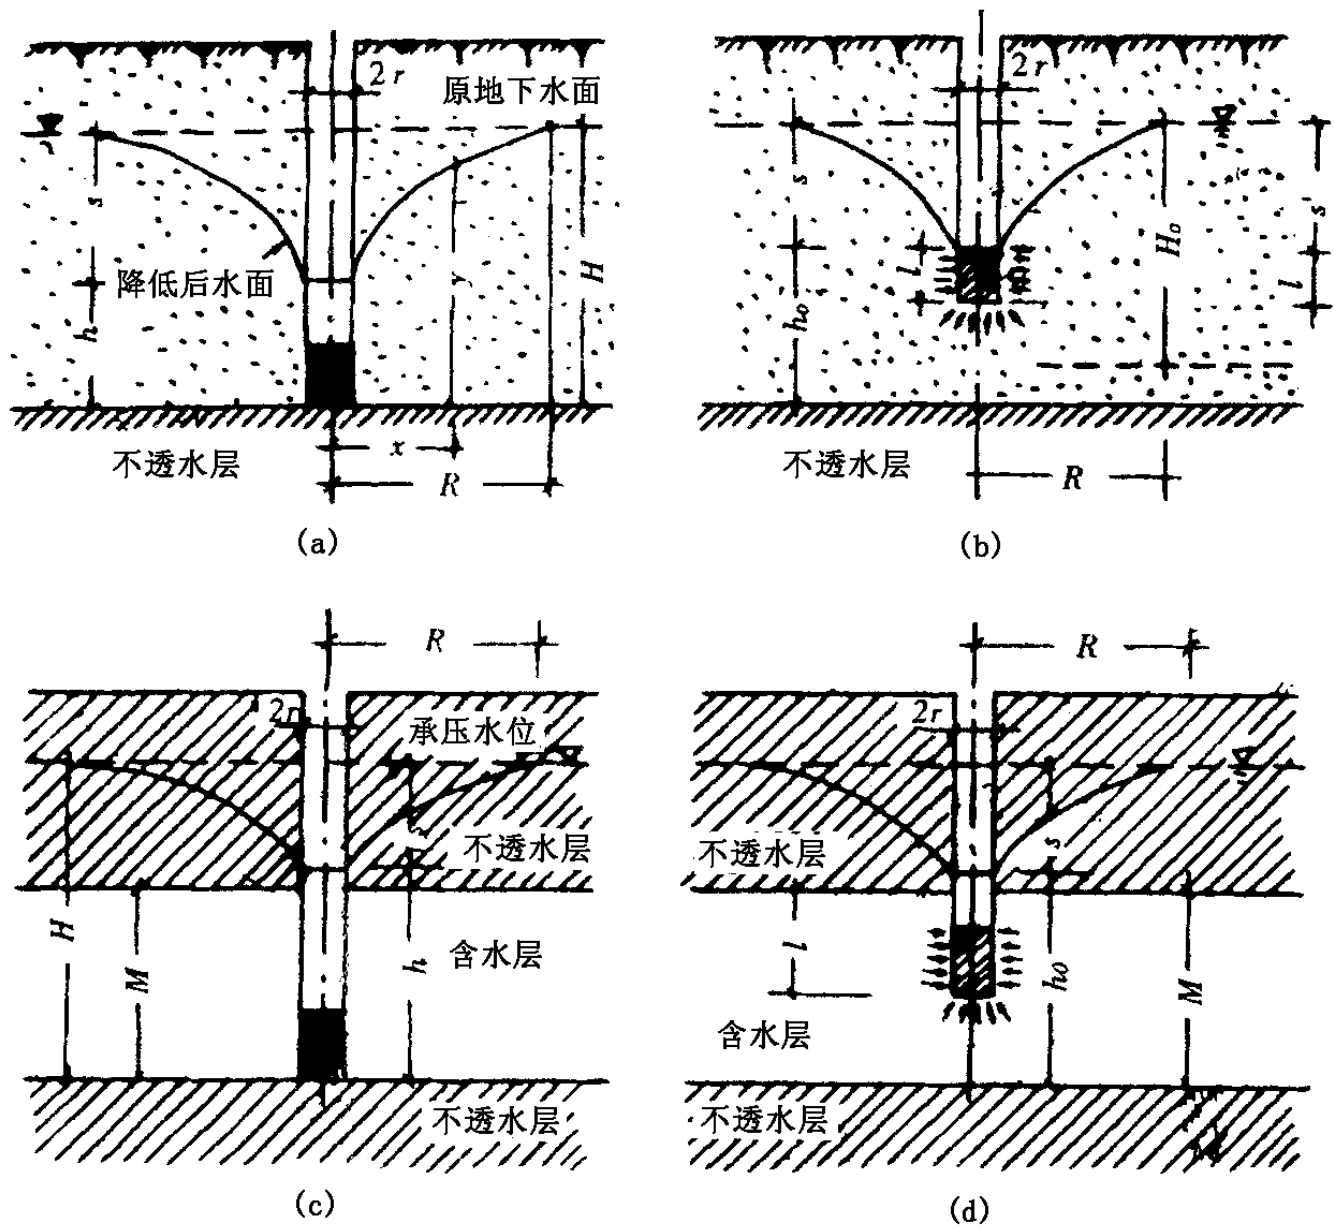 2r
原地下水面
s
y
H
降低后水面
h
x
不透水层
R
(a)
2r
s
s'
H₀
l
l
h₀
不透水层
R
(b)
R
2r
承压水位
不透水层
H
含水层
h
M
不透水层
(c)
R
2r
不透水层
s
l
h₀
M
含水层
不透水层
(d)